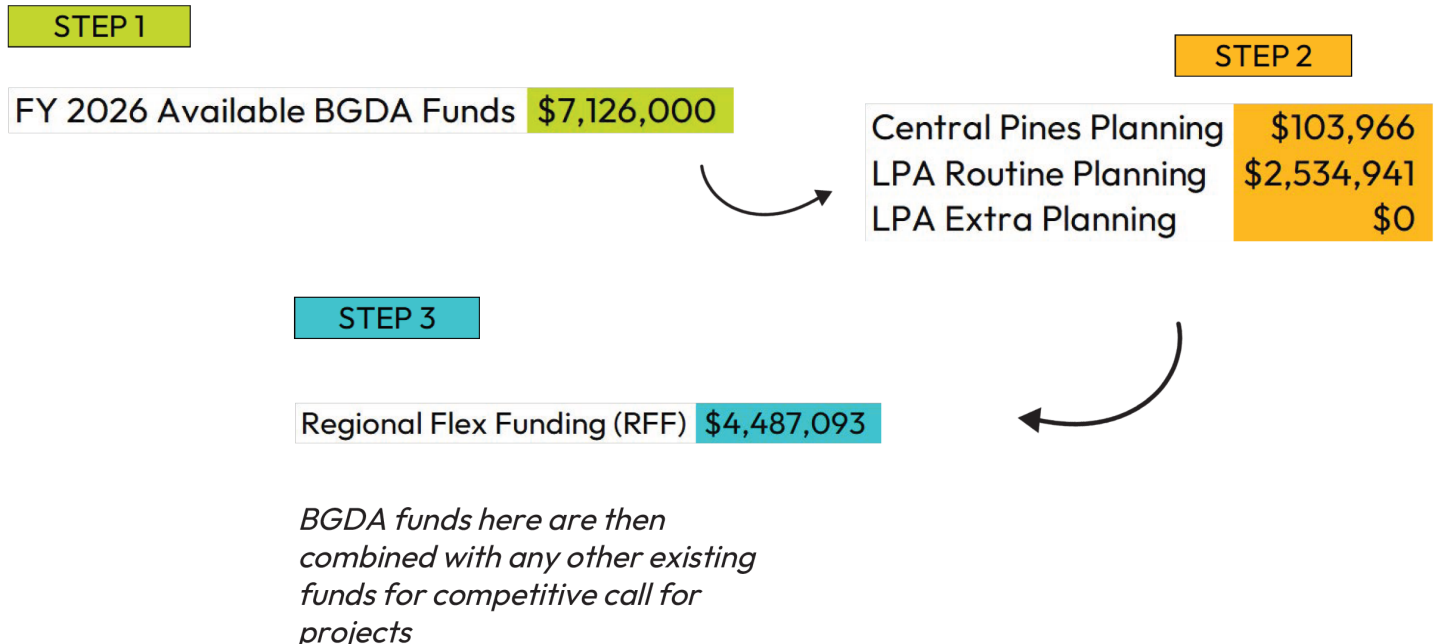 STEP 1
FY 2026 Available BGDA Funds $7,126,000
STEP 2
Central Pines Planning $103,966
LPA Routine Planning $2,534,941
LPA Extra Planning $0
STEP 3
Regional Flex Funding (RFF) $4,487,093
BGDA funds here are then
combined with any other existing
funds for competitive call for
projects